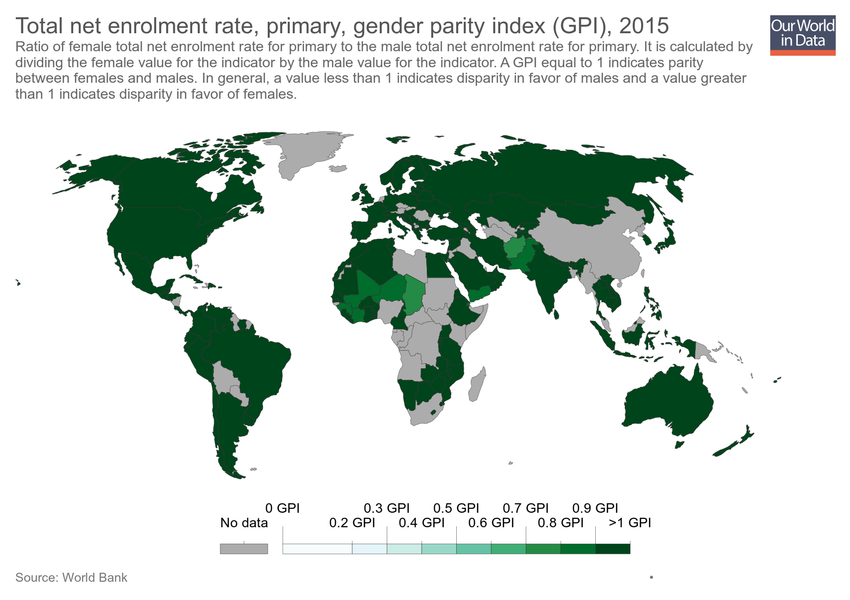 Total net enrolment rate, primary, gender parity index (GPI), 2015
Our World
in Data
Ratio of female total net enrolment rate for primary to the male total net enrolment rate for primary. It is calculated by
dividing the female value for the indicator by the male value for the indicator. A GPI equal to 1 indicates parity
between females and males. In general, a value less than 1 indicates disparity in favor of males and a value greater
than 1 indicates disparity in favor of females.
0 GPI 0.3 GPI 0.5 GPI 0.7 GPI 0.9 GPI
No data 0.2 GPI 0.4 GPI 0.6 GPI 0.8 GPI >1 GPI
Source: World Bank